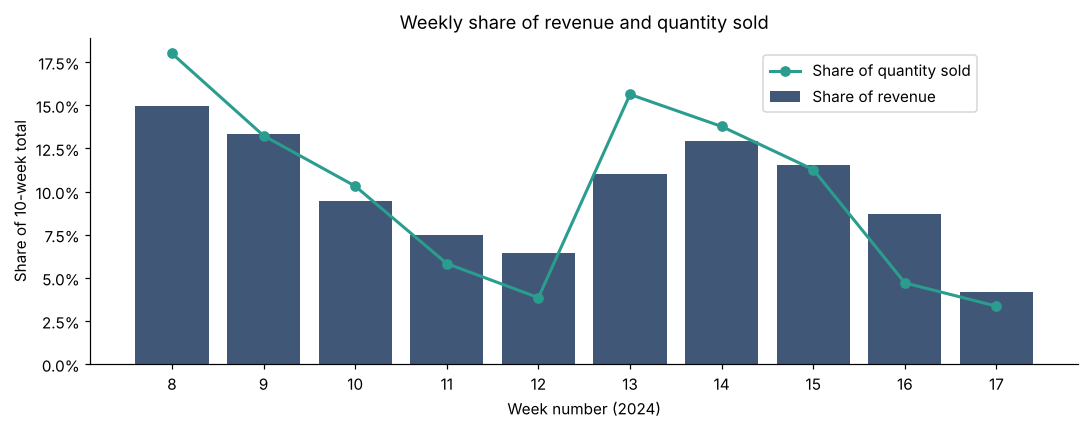 Weekly share of revenue and quantity sold
Share of 10-week total
17.5%
15.0%
12.5%
10.0%
7.5%
5.0%
2.5%
0.0%
Share of quantity sold
Share of revenue
8 9 10 11 12 13 14 15 16 17
Week number (2024)